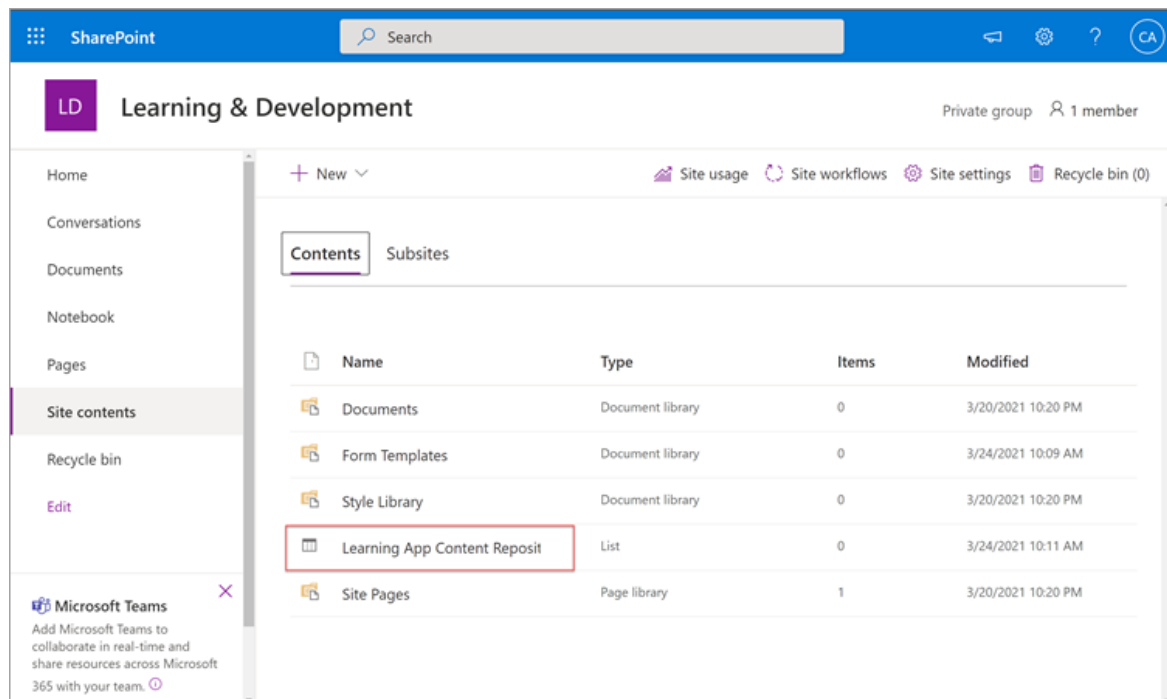 SharePoint
Search
?
CA
LD
Learning & Development
Private group 1 member
Home
Conversations
Documents
Notebook
Pages
Site contents
Recycle bin
Edit
Microsoft Teams
Add Microsoft Teams to
collaborate in real-time and
share resources across Microsoft
365 with your team.
+ New
Site usage Site workflows Site settings Recycle bin (0)
Contents Subsites
Name Type Items Modified
Documents Document library 0 3/20/2021 10:20 PM
Form Templates Document library 0 3/24/2021 10:09 AM
Style Library Document library 0 3/20/2021 10:20 PM
Learning App Content Reposit List 0 3/24/2021 10:11 AM
Site Pages Page library 1 3/20/2021 10:20 PM